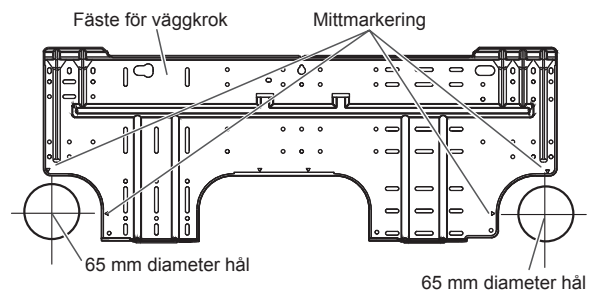 Fäste för väggkrok
Mittmarkering
65 mm diameter hål
65 mm diameter hål